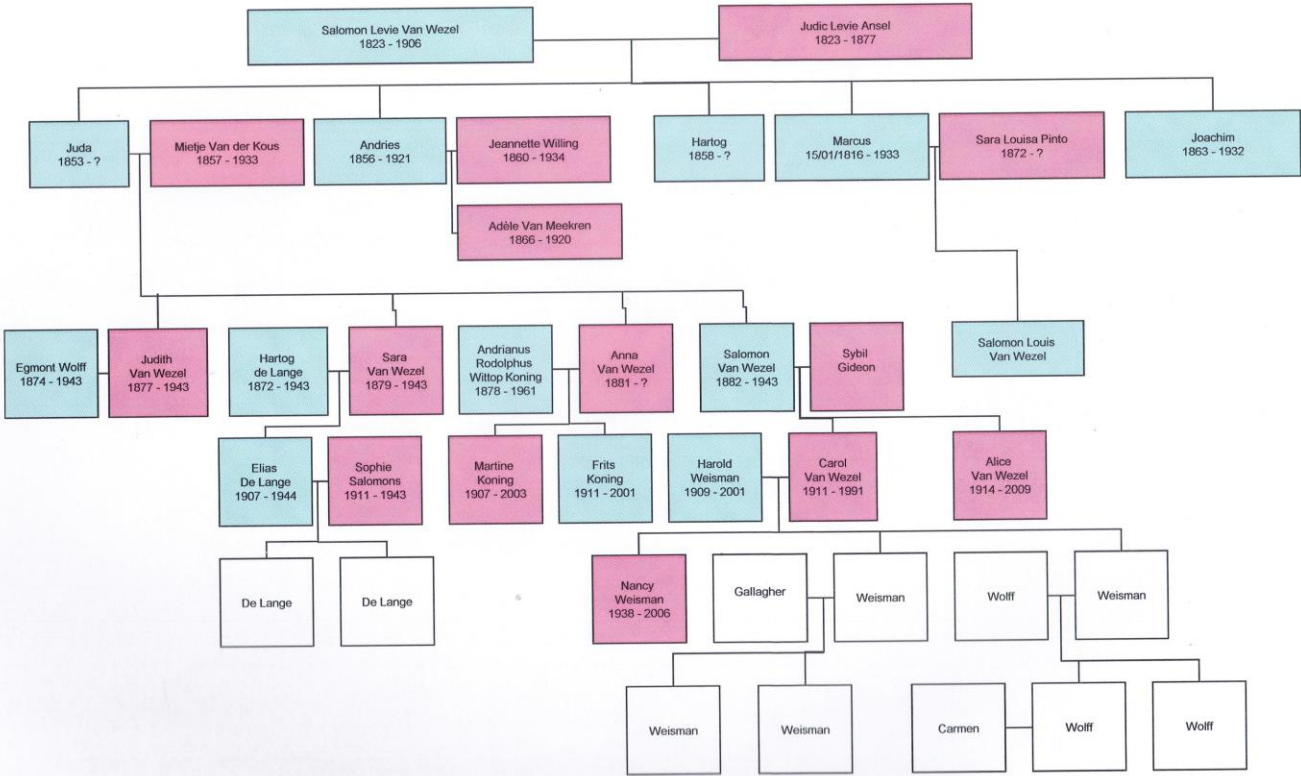 Salomon Levie Van Wezel
1823 - 1906
Judic Levie Ansel
1823 - 1877
Juda
1853 - ?
Mietje Van der Kous
1857 - 1933
Andries
1856 - 1921
Jeannette Willing
1860 - 1934
Hartog
1858 - ?
Marcus
15/01/1816 - 1933
Sara Louisa Pinto
1872 - ?
Joachim
1863 - 1932
Adèle Van Meekren
1866 - 1920
Egmont Wolff
1874 - 1943
Judith
Van Wezel
1877 - 1943
Hartog
de Lange
1872 - 1943
Sara
Van Wezel
1879 - 1943
Andrianus
Rodolphus
Wittop Koning
1878 - 1961
Anna
Van Wezel
1881 - ?
Salomon
Van Wezel
1882 - 1943
Sybil
Gideon
Salomon Louis
Van Wezel
Elias
De Lange
1907 - 1944
Sophie
Salomons
1911 - 1943
Martine
Koning
1907 - 2003
Frits
Koning
1911 - 2001
Harold
Weisman
1909 - 2001
Carol
Van Wezel
1911 - 1991
Alice
Van Wezel
1914 - 2009
De Lange
De Lange
Nancy
Weisman
1938 - 2006
Gallagher
Weisman
Wolff
Weisman
Weisman
Weisman
Carmen
Wolff
Wolff